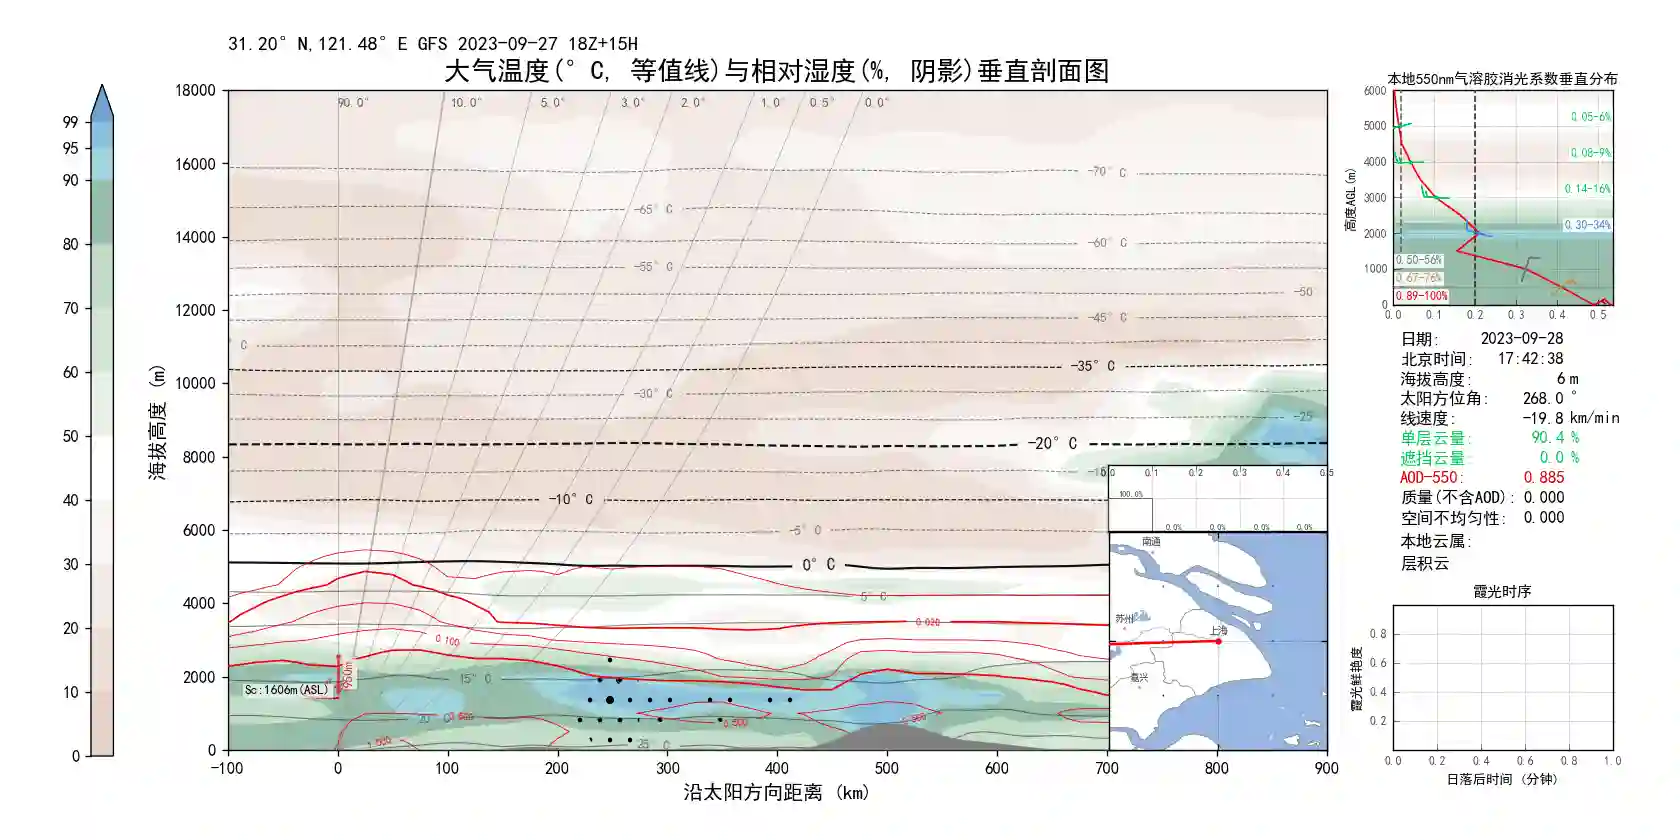 31.20° N,121.48° E GFS 2023-09-27 18Z+15H
大气温度(° C, 等值线)与相对湿度(%, 阴影)垂直剖面图
99
95
90
80
70
60
50
40
30
20
10
0
海拔高度 (m)
18000
16000
14000
12000
10000
8000
6000
4000
2000
0
90.0° 10.0° 5.0° 3.0° 2.0° 1.0° 0.5° 0.0°
-70° C
-65° C
-60° C
-55° C
-50
-45° C
° C
-35° C
-30° C
-25
-20° C
-10° C
-5° C
0° C
5° C
0.020
0.100
15° C
950m
Sc:1606m(ASL)
20
0.500
1.000
25° C
-100 0 100 200 300 400 500 600 700 800 900
沿太阳方向距离 (km)
0.0 0.1 0.2 0.3 0.4 0.5
100.0%
0.0% 0.0% 0.0% 0.0%
南通
苏州
上海
嘉兴
本地550nm气溶胶消光系数垂直分布
高度AGL(m)
6000
5000
4000
3000
2000
1000
0
0.05-6%
0.08-9%
0.14-16%
0.30-34%
0.50-56%
0.67-76%
0.89-100%
0.0 0.1 0.2 0.3 0.4 0.5
日期: 2023-09-28
北京时间: 17:42:38
海拔高度: 6 m
太阳方位角: 268.0 °
线速度: -19.8 km/min
单层云量: 90.4 %
遮挡云量: 0.0 %
AOD-550: 0.885
质量(不含AOD): 0.000
空间不均匀性: 0.000
本地云属:
层积云
霞光时序
霞光鲜艳度
0.8
0.6
0.4
0.2
0.0 0.2 0.4 0.6 0.8 1.0
日落后时间 (分钟)